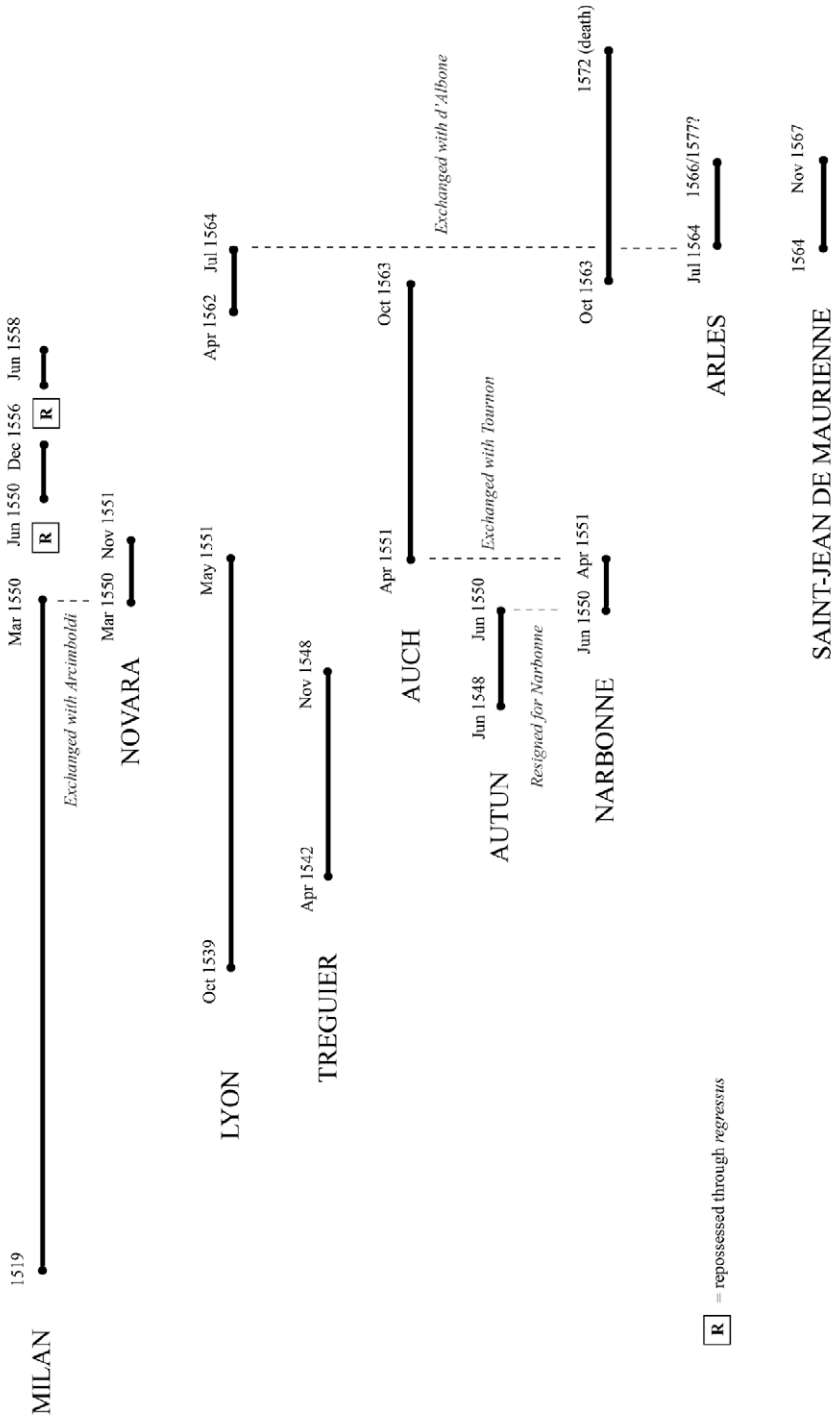 MILAN
1519
Mar 1550
Jun 1550
Dec 1556
Jun 1558
R
R
Exchanged with Arcimboldi
NOVARA
Mar 1550
Nov 1551
LYON
Oct 1539
May 1551
Apr 1562
Jul 1564
TREGUIER
Apr 1542
Nov 1548
Exchanged with d'Albone
AUCH
Apr 1551
Oct 1563
Exchanged with Tournon
AUTUN
Jun 1548
Jun 1550
Resigned for Narbonne
NARBONNE
Jun 1550
Apr 1551
Oct 1563
1572 (death)
ARLES
Jul 1564
1566/1577?
SAINT-JEAN DE MAURIENNE
1564
Nov 1567
R = repossessed through regressus